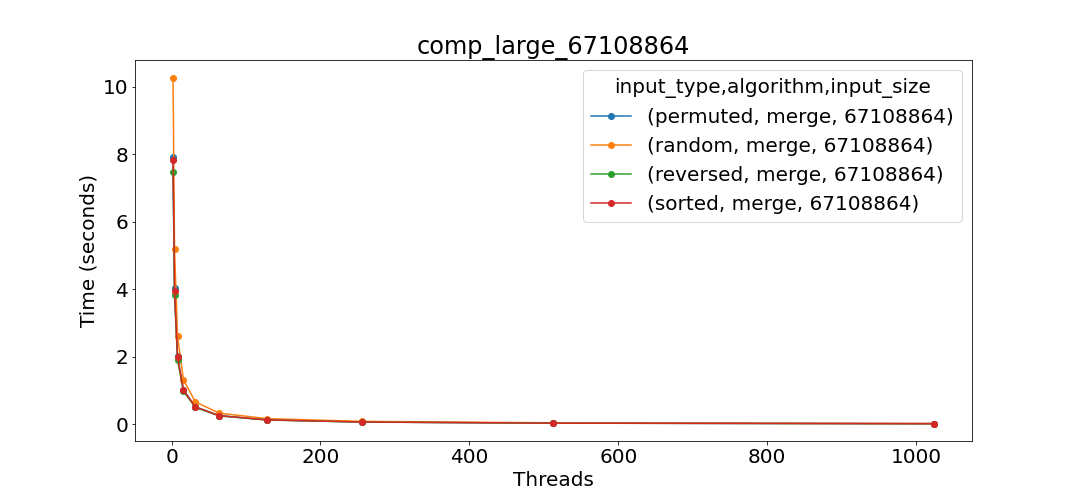 comp_large_67108864
input_type,algorithm,input_size
(permuted, merge, 67108864)
(random, merge, 67108864)
(reversed, merge, 67108864)
(sorted, merge, 67108864)
Time (seconds)
10
8
6
4
2
0
0 200 400 600 800 1000
Threads